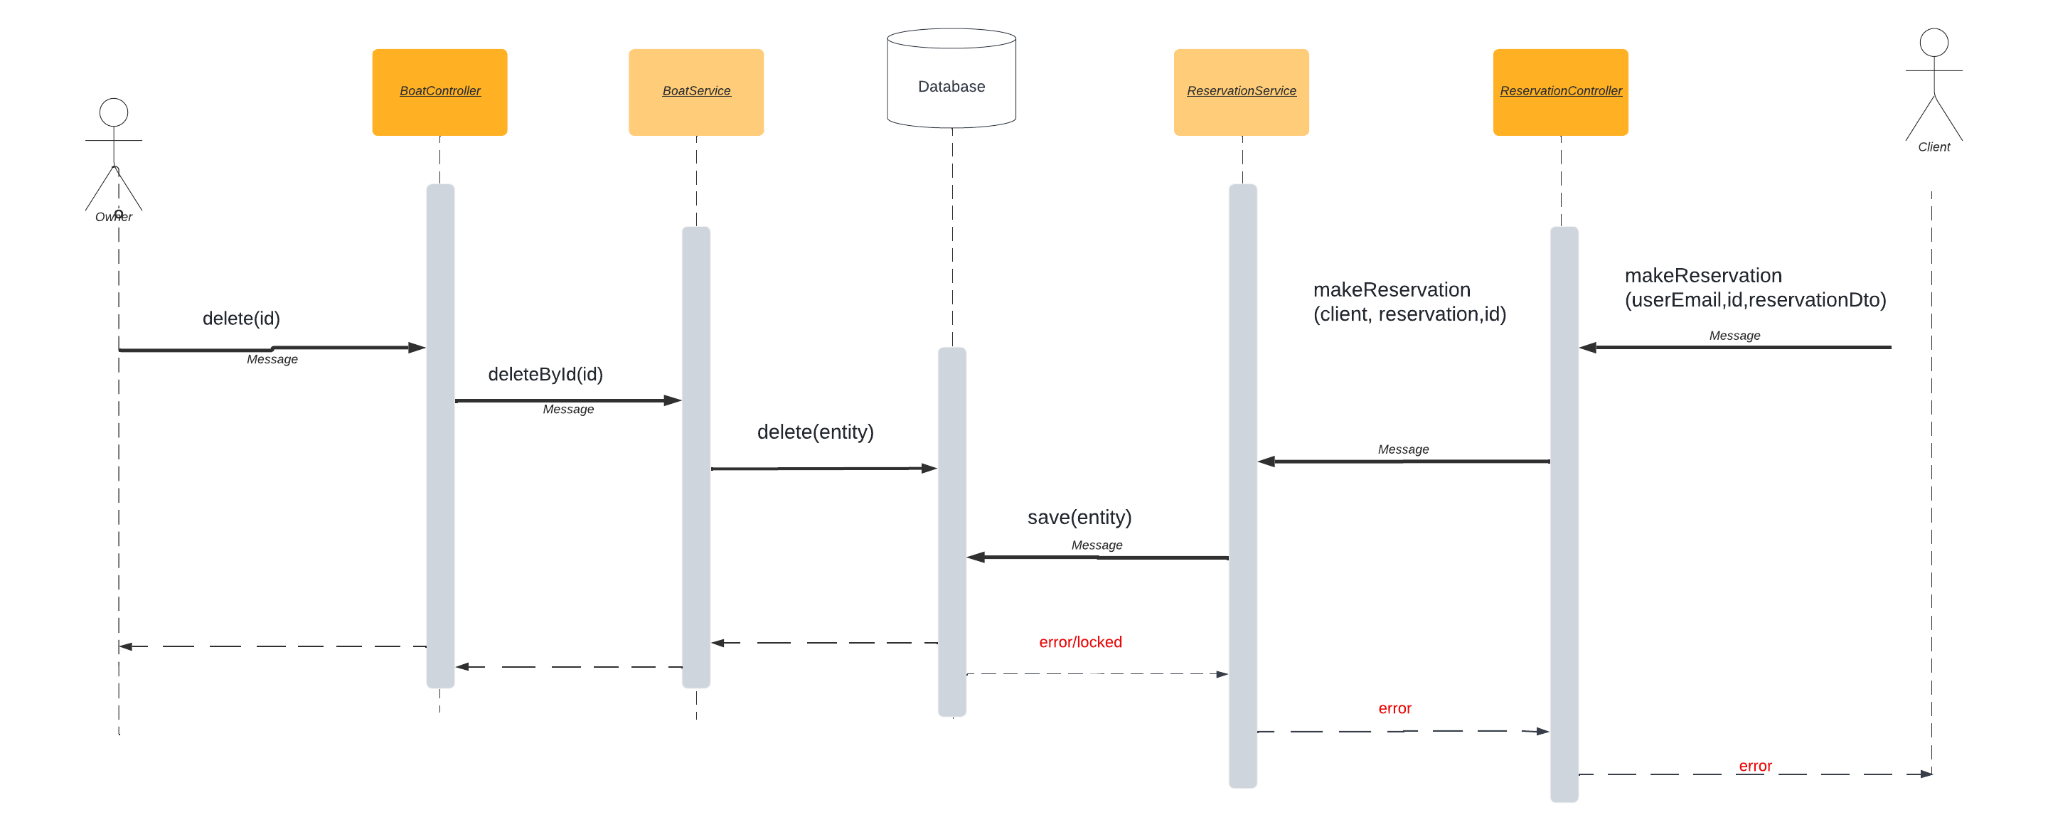 Database
BoatController
BoatService
ReservationService
ReservationController
Client
Owner
makeReservation
(userEmail,id,reservationDto)
makeReservation
(client, reservation,id)
delete(id)
Message
Message
deleteById(id)
Message
delete(entity)
Message
save(entity)
Message
error/locked
error
error